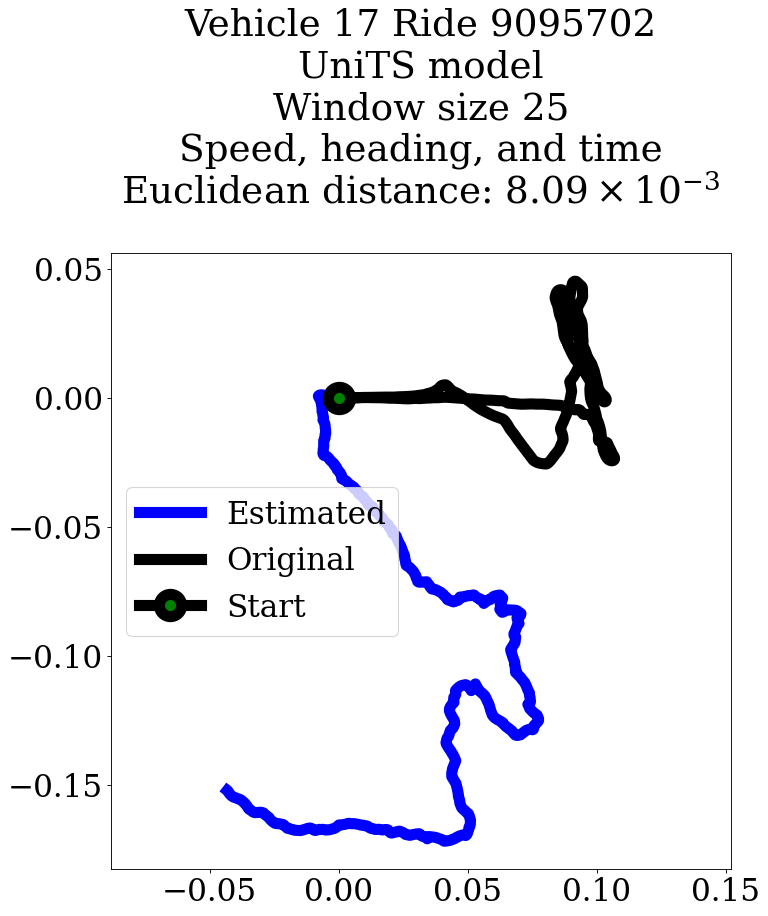 Vehicle 17 Ride 9095702
UniTS model
Window size 25
Speed, heading, and time
Euclidean distance: 8.09 × 10⁻³
0.05
0.00
−0.05
−0.10
−0.15
Estimated
Original
Start
−0.05 0.00 0.05 0.10 0.15